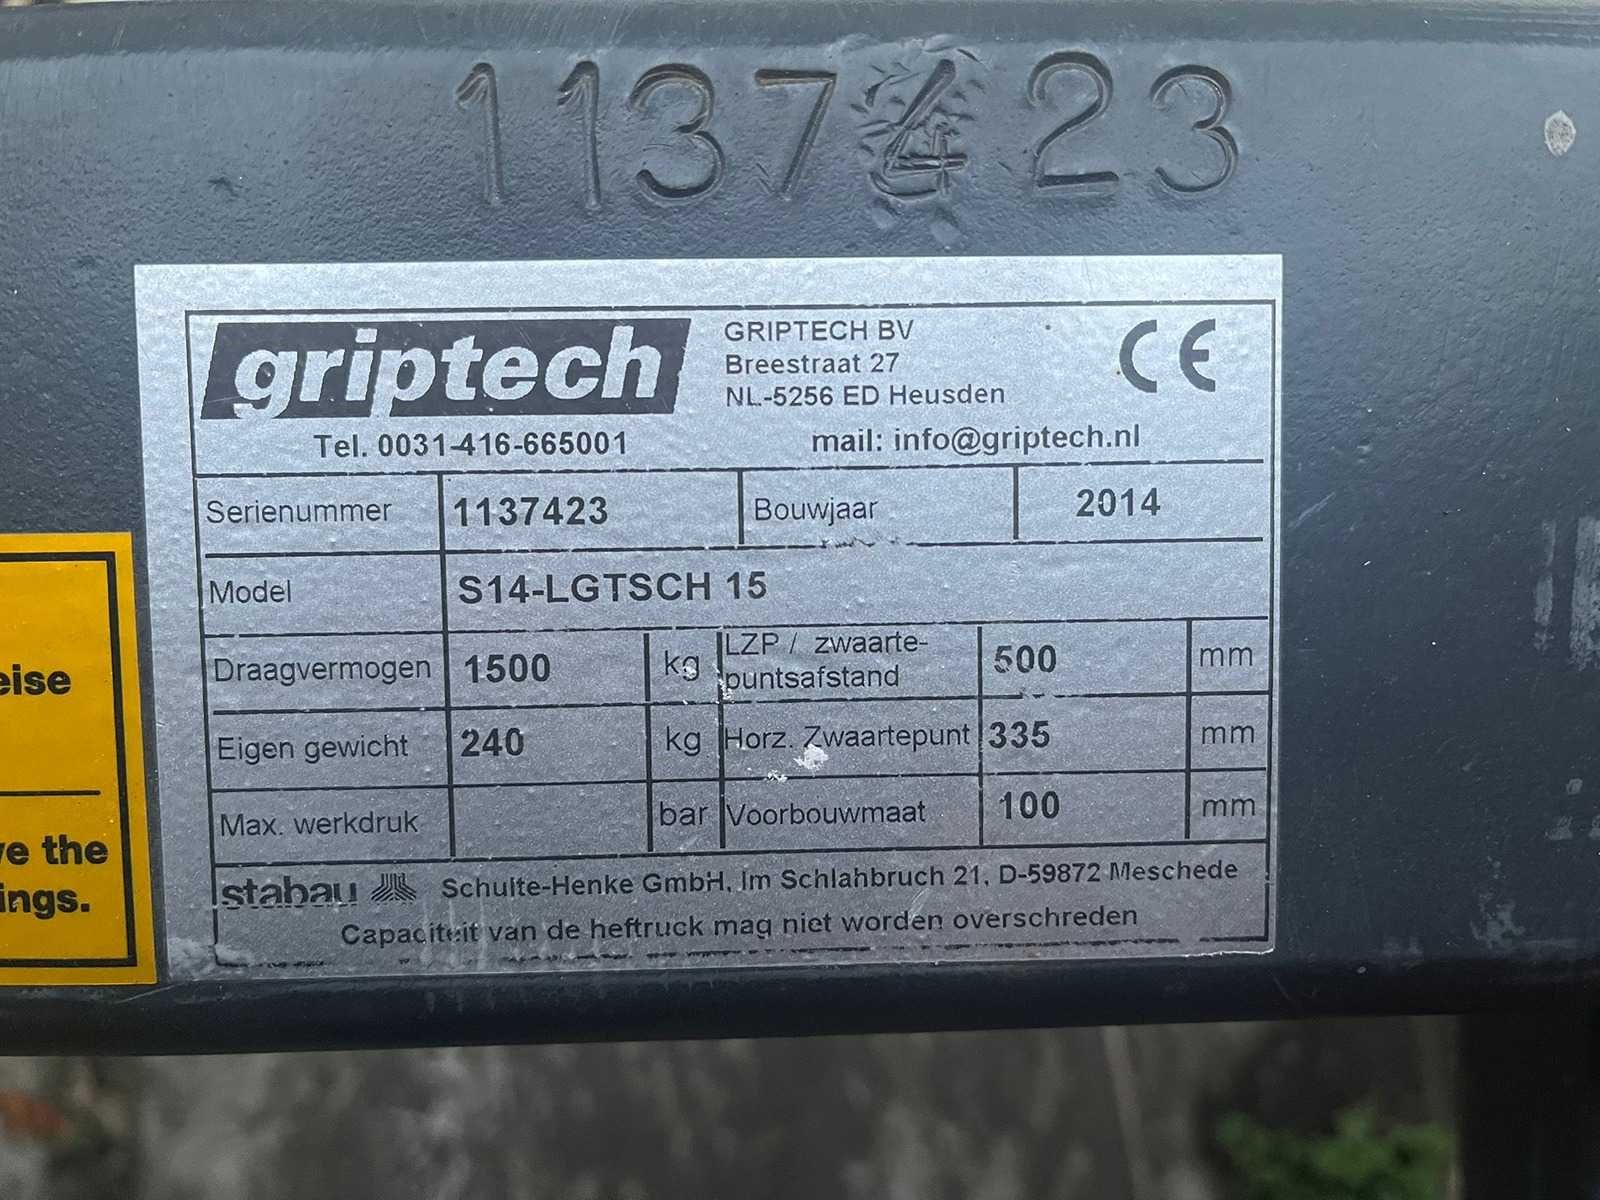 1137423
griptech
GRIPTECH BV
Breestraat 27
NL-5256 ED Heusden
CE
Tel. 0031-416-665001
mail: info@griptech.nl
Serienummer 1137423 Bouwjaar 2014
Model S14-LGTSCH 15
Draagvermogen 1500 kg LZP / zwaarte-
puntsafstand 500 mm
Eigen gewicht 240 kg Horz. Zwaartepunt 335 mm
Max. werkdruk bar Voorbouwmaat 100 mm
stabau Schulte-Henke GmbH, Im Schlahbruch 21, D-59872 Meschede
Capaciteit van de heftruck mag niet worden overschreden
eise
the
ings.